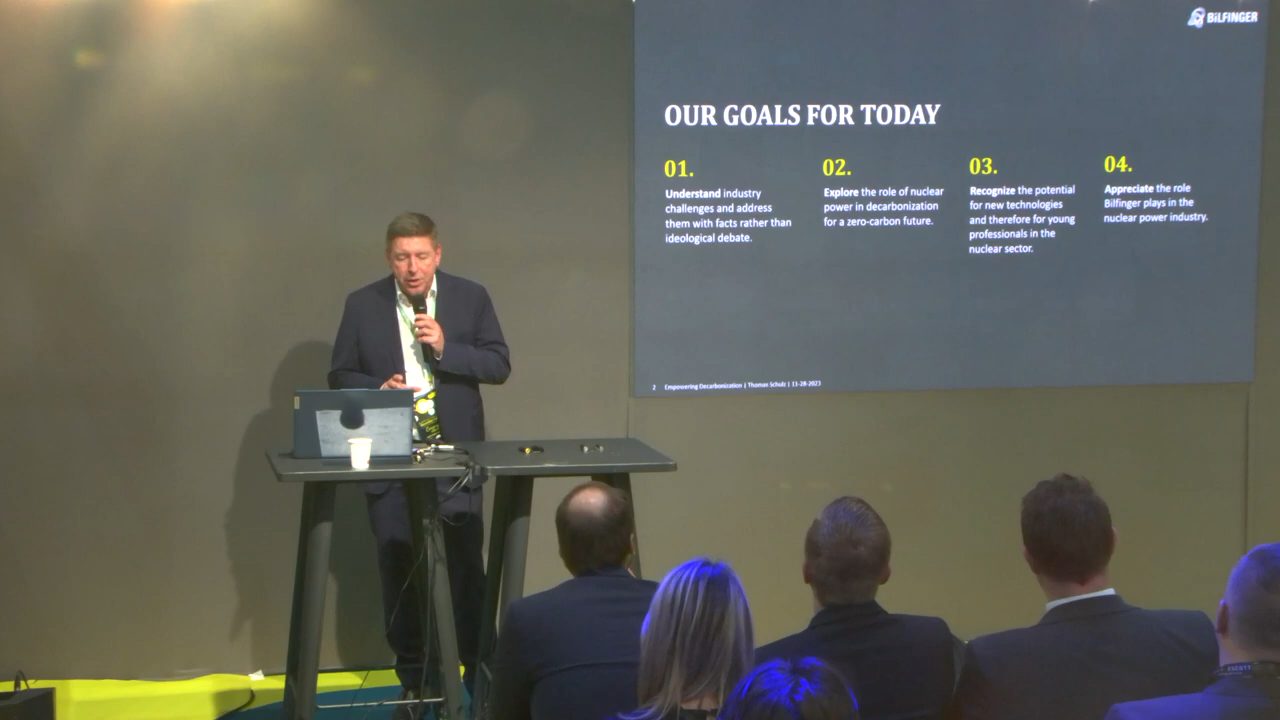 BiLFINGER
OUR GOALS FOR TODAY
01.
Understand industry
challenges and address
them with facts rather than
ideological debate.
02.
Explore the role of nuclear
power in decarbonization
for a zero-carbon future.
03.
Recognize the potential
for new technologies
and therefore for young
professionals in the
nuclear sector.
04.
Appreciate the role
Bilfinger plays in the
nuclear power industry.
2 Empowering Decarbonization | Thomas Schulz | 11-28-2023